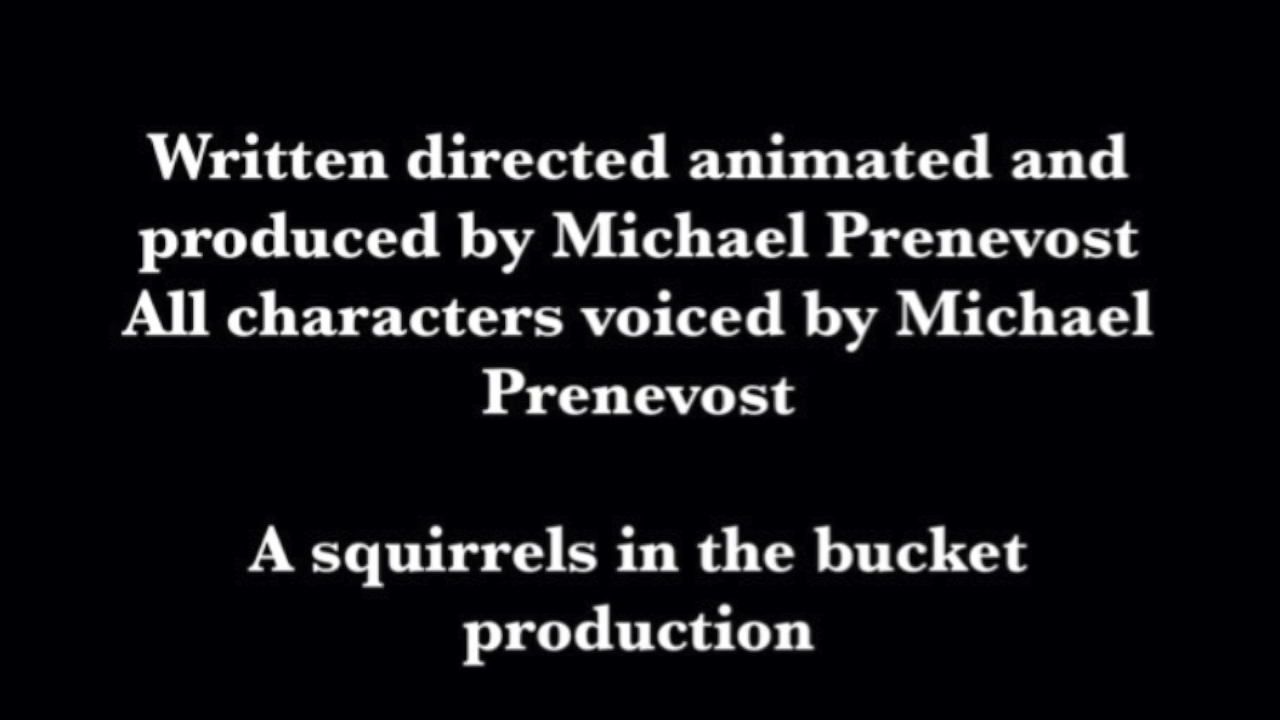 Written directed animated and
produced by Michael Prenevost
All characters voiced by Michael
Prenevost
A squirrels in the bucket
production